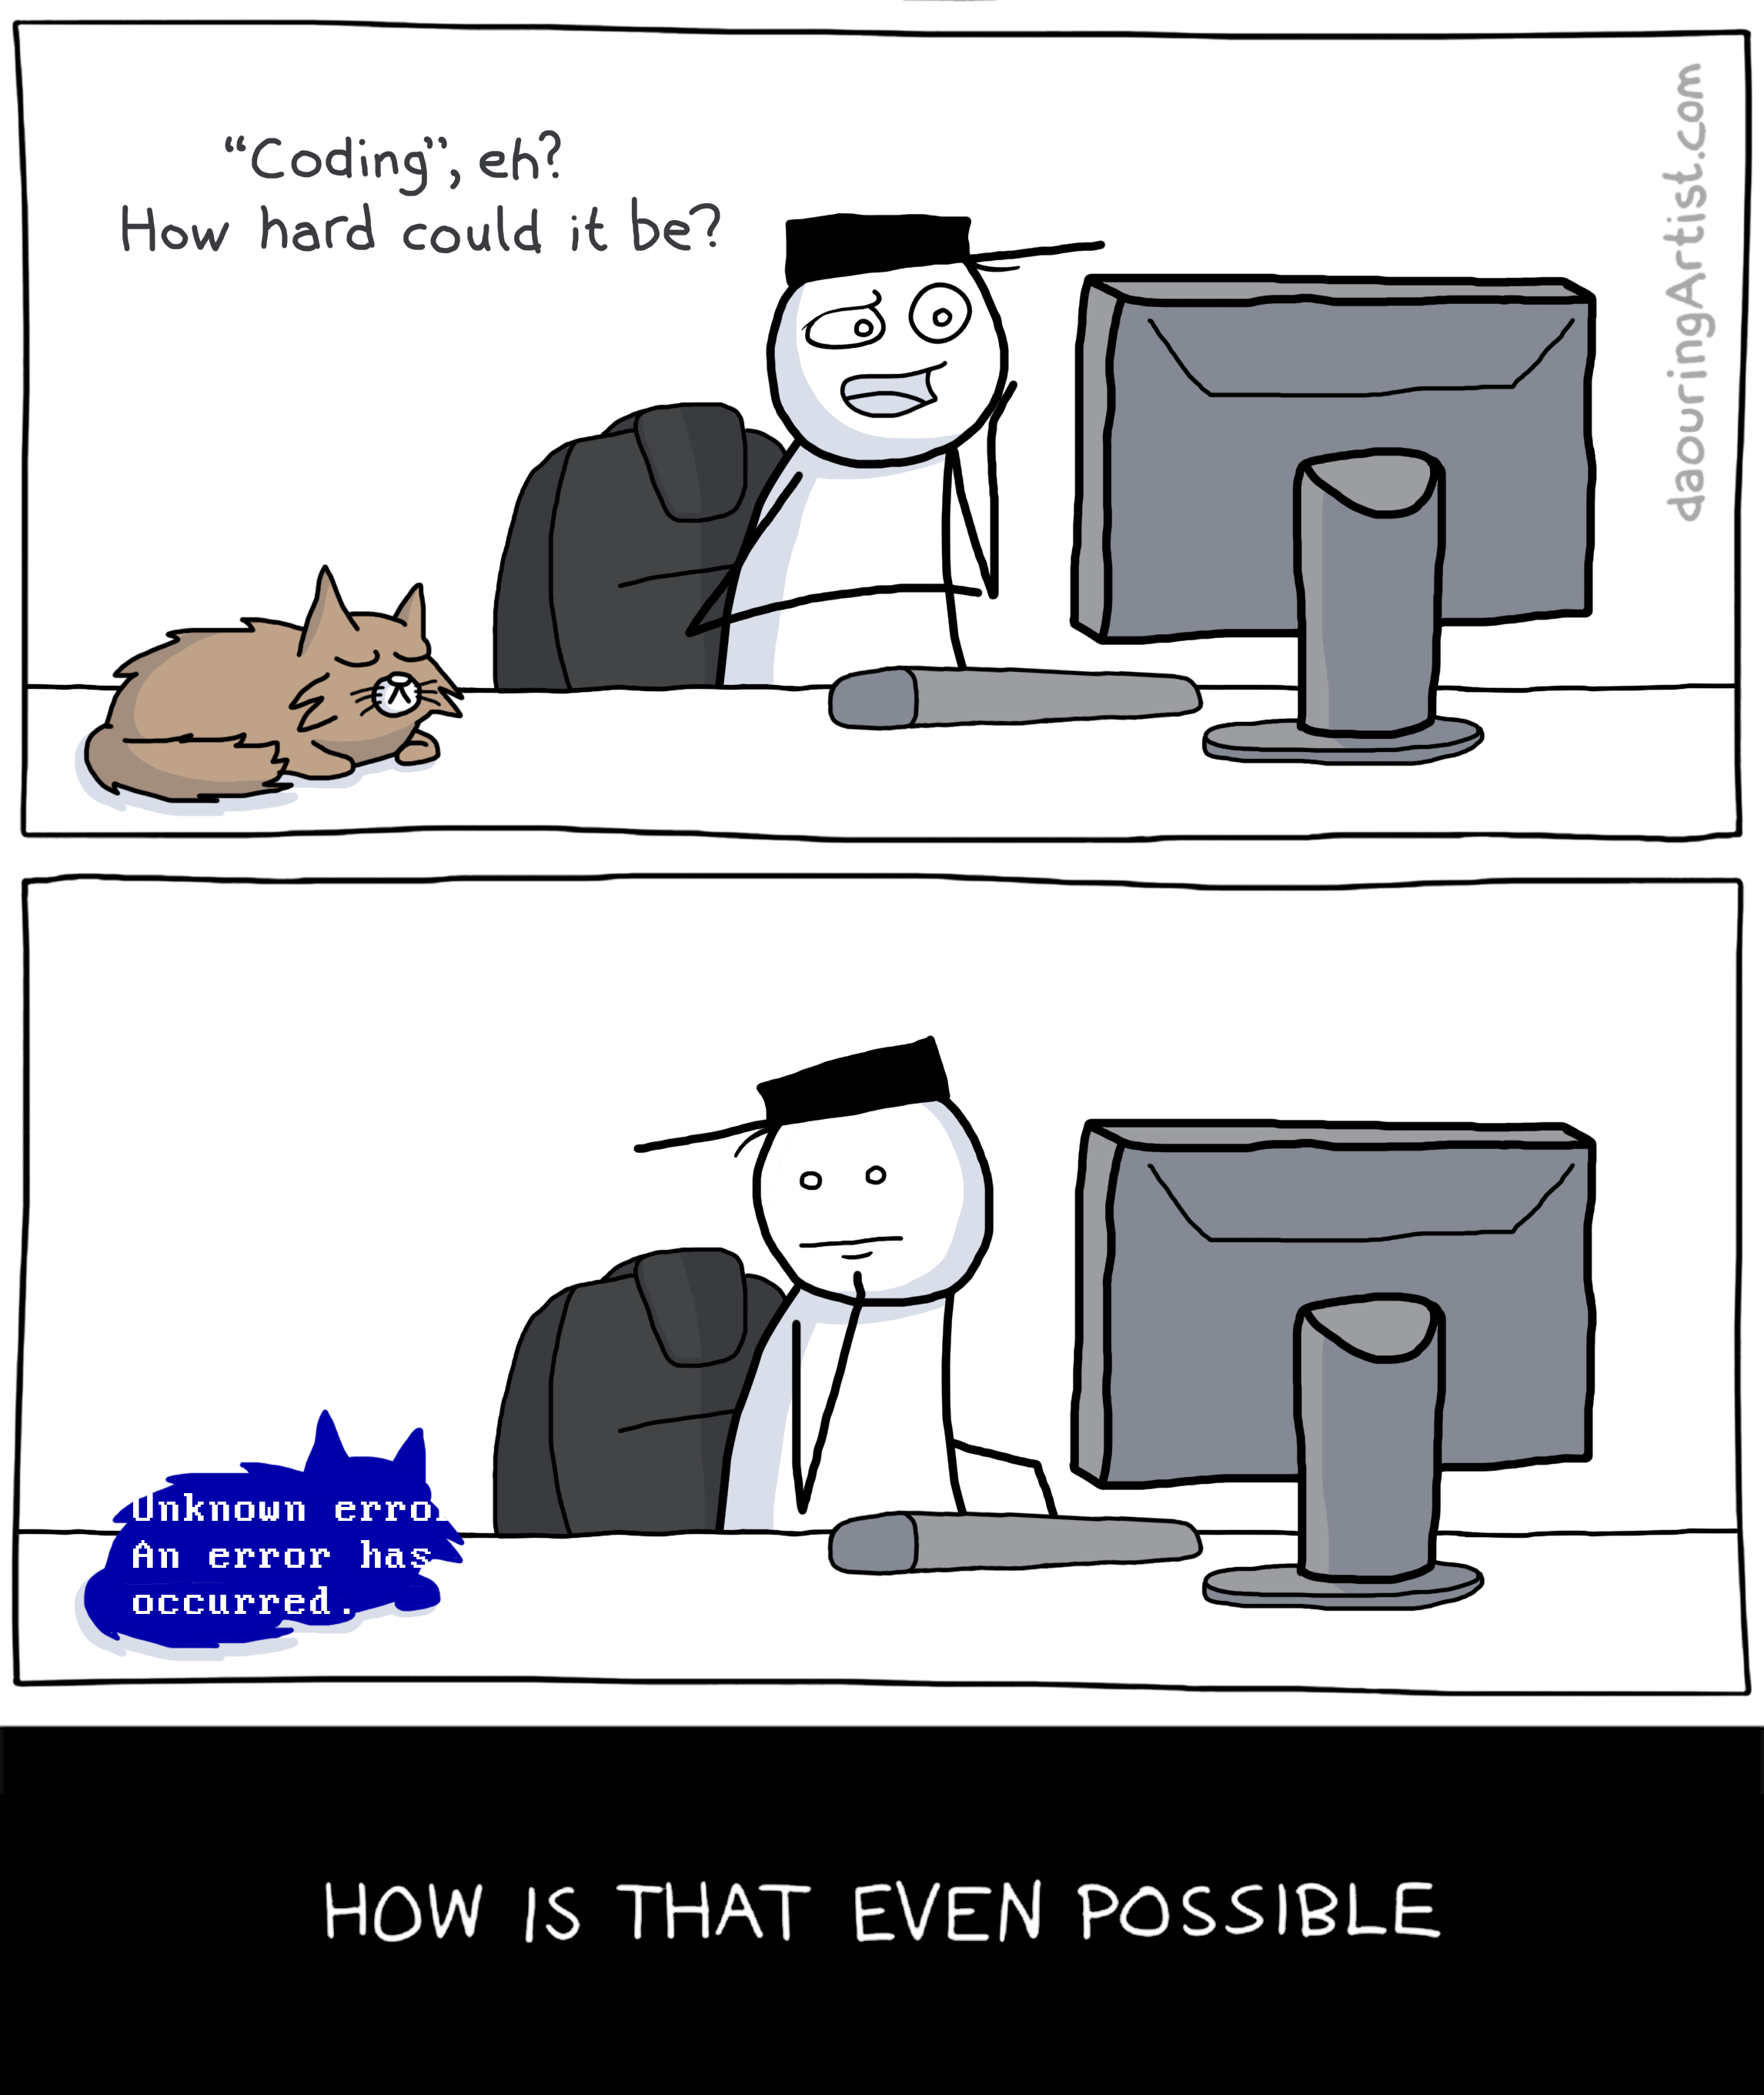 “Coding”, eh?
How hard could it be?
daouringArtist.com
Unknown erro
An error has
occurred.
HOW IS THAT EVEN POSSIBLE